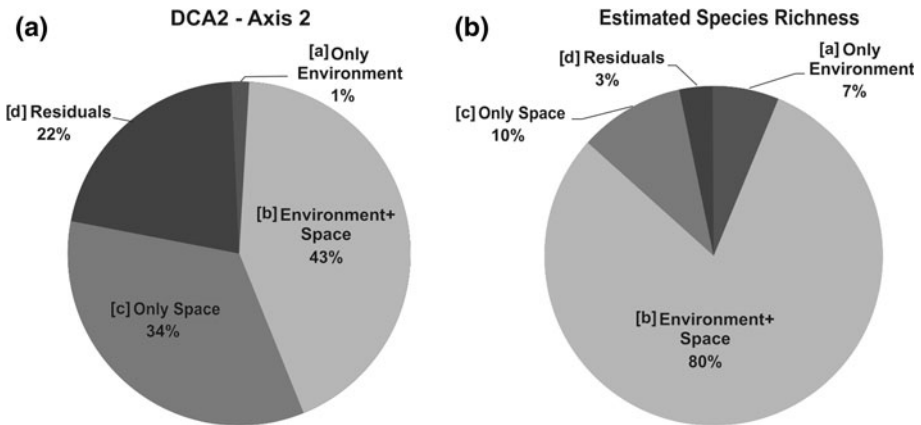 (a)
DCA2 - Axis 2
[a] Only
Environment
1%
[d] Residuals
22%
[b] Environment+
Space
43%
[c] Only Space
34%
(b)
Estimated Species Richness
[a] Only
Environment
7%
[d] Residuals
3%
[c] Only Space
10%
[b] Environment+
Space
80%